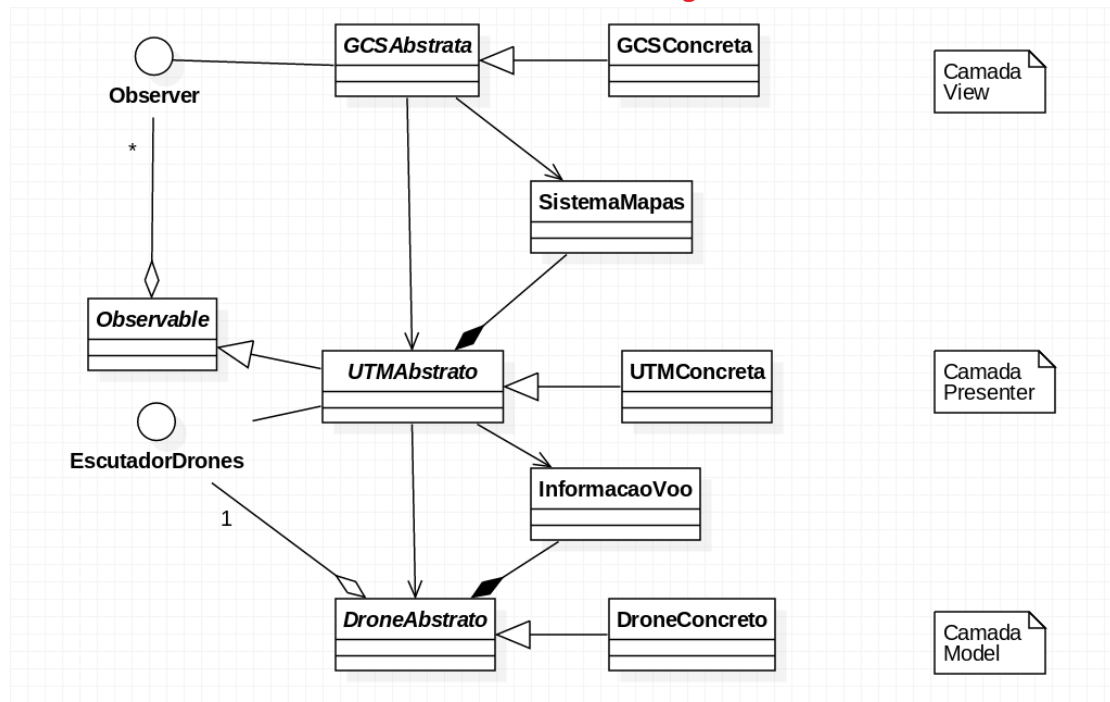 GCSAbstrata
GCSConcreta
Camada
View
Observer
*
SistemaMapas
Observable
UTMAbstrato
UTMConcreta
Camada
Presenter
EscutadorDrones
InformacaoVoo
1
DroneAbstrato
DroneConcreto
Camada
Model